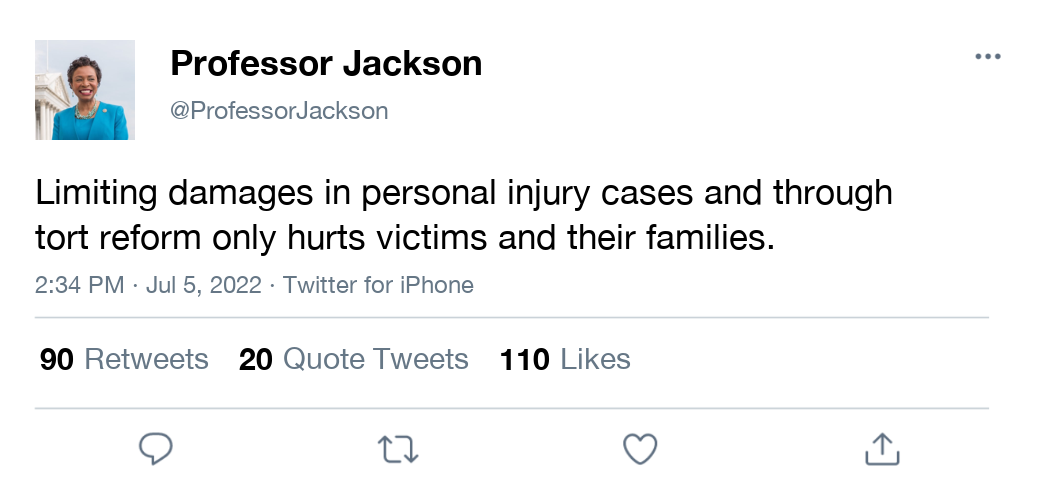 Professor Jackson
@ProfessorJackson
Limiting damages in personal injury cases and through
tort reform only hurts victims and their families.
2:34 PM · Jul 5, 2022 · Twitter for iPhone
90 Retweets 20 Quote Tweets 110 Likes